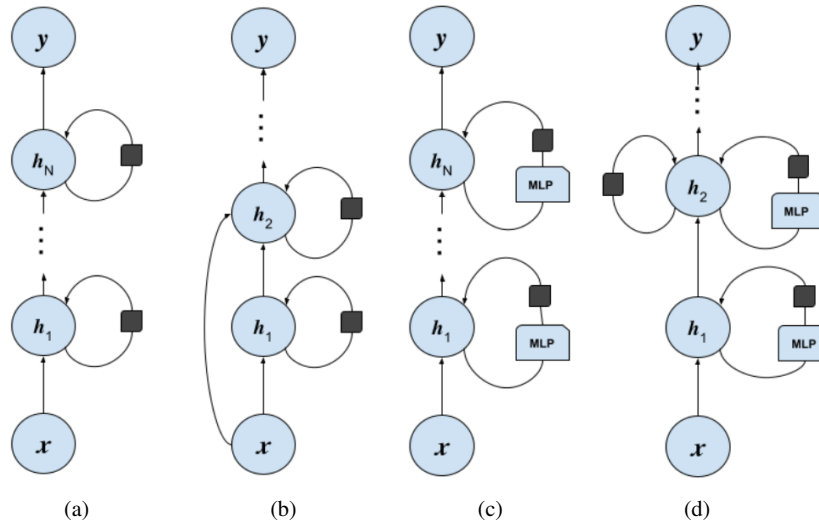 y
h_N
⋮
h_1
x
(a)
y
⋮
h_2
h_1
x
(b)
y
h_N
MLP
⋮
h_1
MLP
x
(c)
y
⋮
h_2
MLP
h_1
MLP
x
(d)